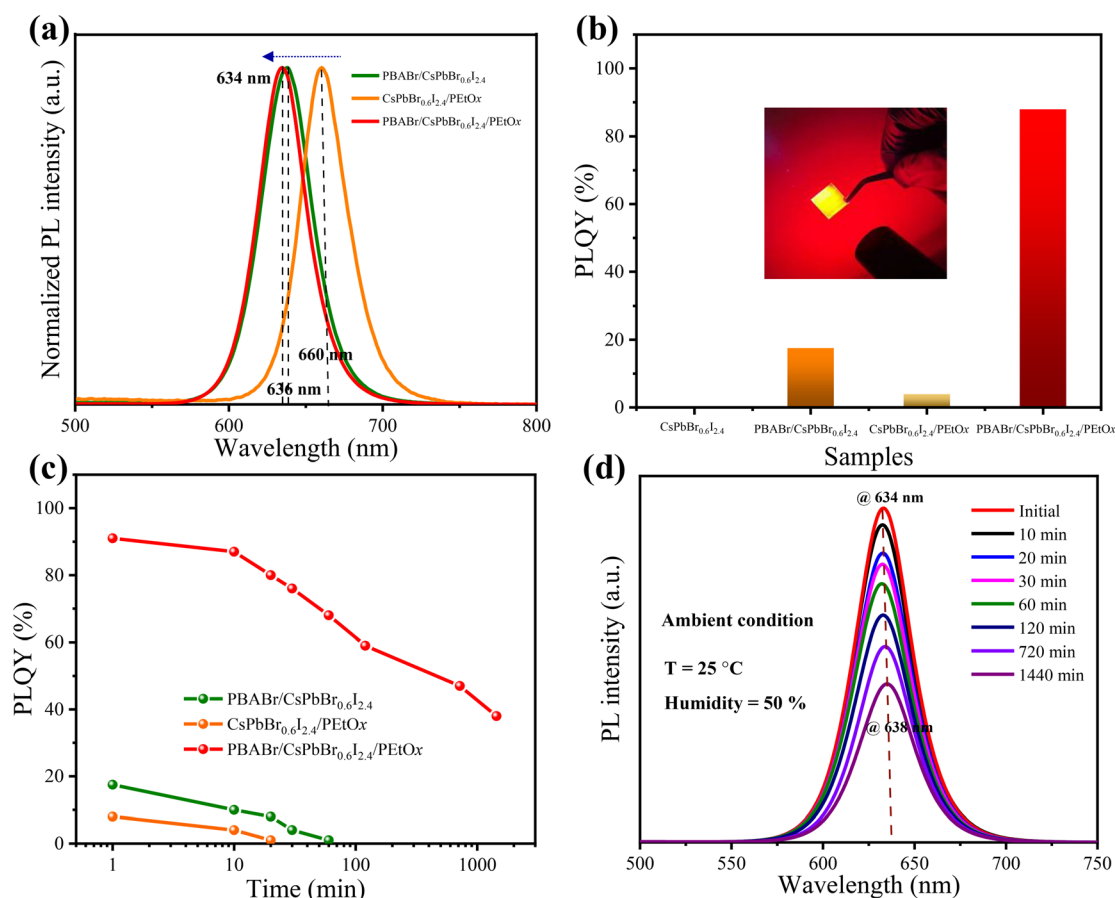 (a)
Normalized PL intensity (a.u.)
634 nm
PBABr/CsPbBr0.6I2.4
CsPbBr0.6I2.4/PEtOx
PBABr/CsPbBr0.6I2.4/PEtOx
660 nm
636 nm
500 600 700 800
Wavelength (nm)
(b)
PLQY (%)
100
80
60
40
20
0
CsPbBr0.6I2.4 PBABr/CsPbBr0.6I2.4 CsPbBr0.6I2.4/PEtOx PBABr/CsPbBr0.6I2.4/PEtOx
Samples
(c)
PLQY (%)
100
80
60
40
20
0
PBABr/CsPbBr0.6I2.4
CsPbBr0.6I2.4/PEtOx
PBABr/CsPbBr0.6I2.4/PEtOx
1 10 100 1000
Time (min)
(d)
PL intensity (a.u.)
@ 634 nm
Initial
10 min
20 min
30 min
60 min
120 min
720 min
1440 min
Ambient condition
T = 25 °C
Humidity = 50 %
@ 638 nm
500 550 600 650 700 750
Wavelength (nm)